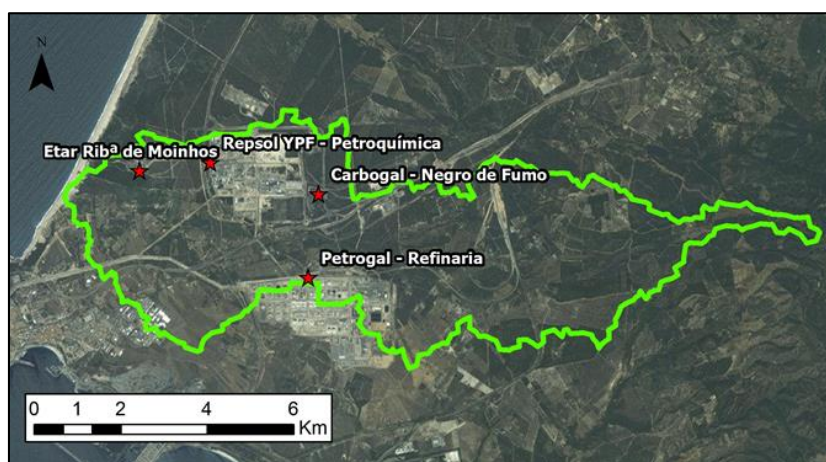 N
Repsol YPF - Petroquímica
Etar Ribª de Moinhos
Carbogal - Negro de Fumo
Petrogal - Refinaria
0 1 2 4 6
Km